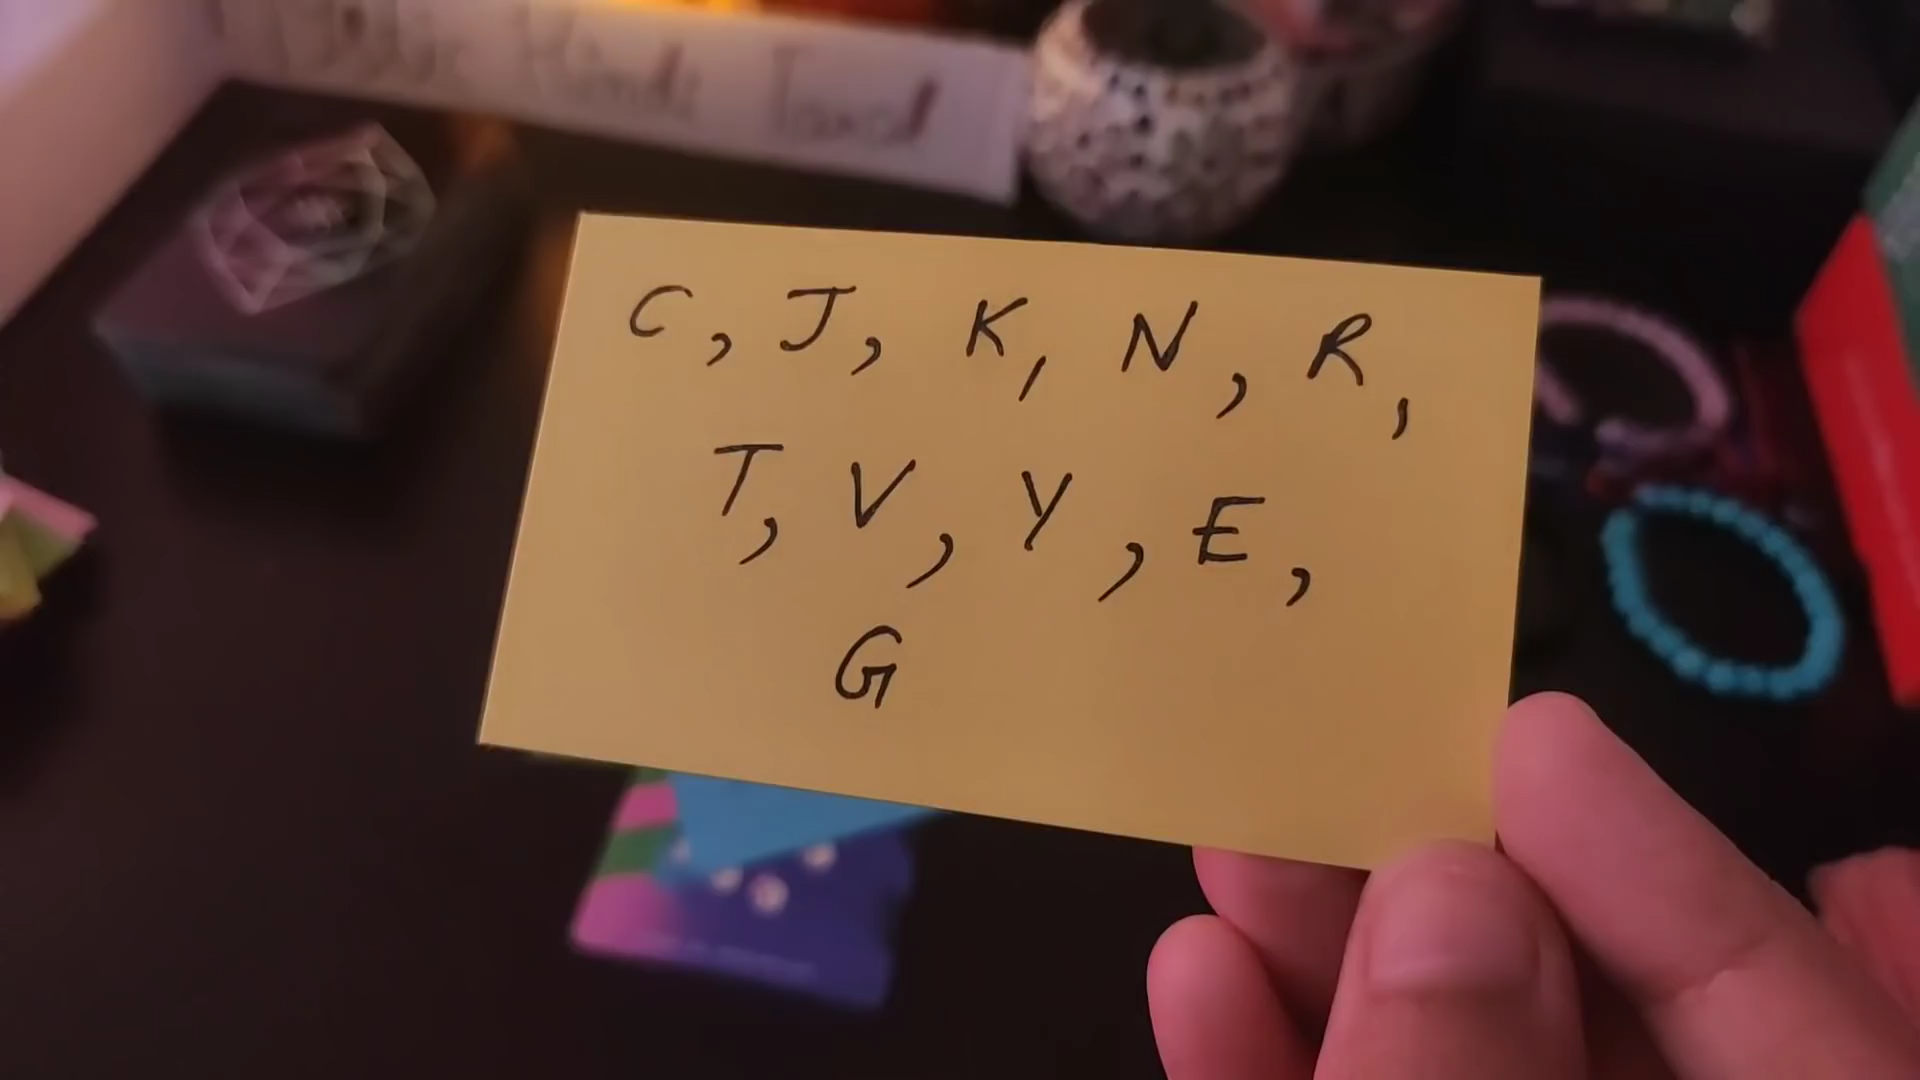 C, J, K, N, R,
T, V, Y, E,
G